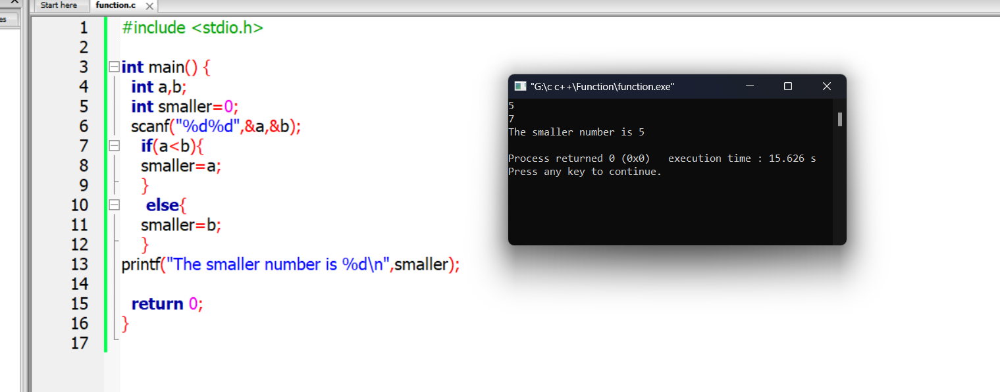 Start here function.c
es
1 #include <stdio.h>
2
3 int main() {
4 int a,b;
5 int smaller=0;
6 scanf("%d%d",&a,&b);
7 if(a<b){
8 smaller=a;
9 }
10 else{
11 smaller=b;
12 }
13 printf("The smaller number is %d\n",smaller);
14
15 return 0;
16 }
17
"G:\c c++\Function\function.exe"
5
7
The smaller number is 5
Process returned 0 (0x0) execution time : 15.626 s
Press any key to continue.